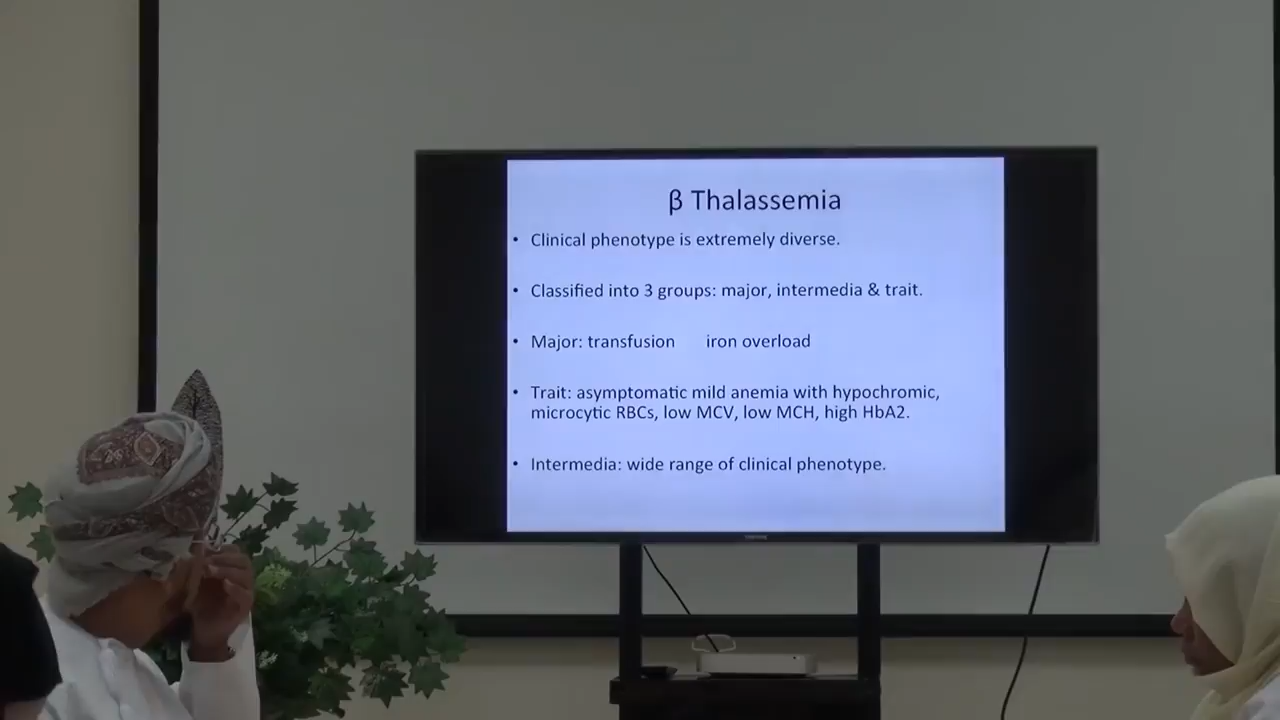 β Thalassemia
• Clinical phenotype is extremely diverse.
• Classified into 3 groups: major, intermedia & trait.
• Major: transfusion iron overload
• Trait: asymptomatic mild anemia with hypochromic,
microcytic RBCs, low MCV, low MCH, high HbA2.
• Intermedia: wide range of clinical phenotype.